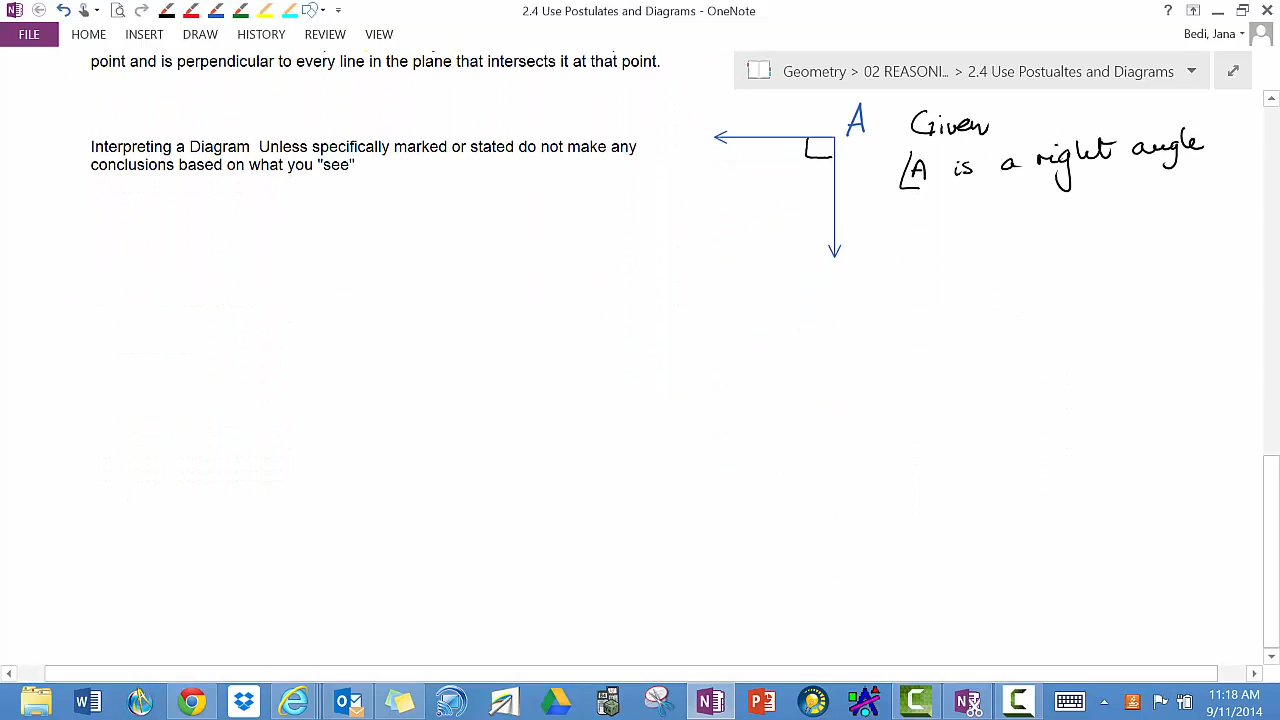 2.4 Use Postulates and Diagrams - OneNote
?
FILE HOME INSERT DRAW HISTORY REVIEW VIEW
Bedi, Jana
point and is perpendicular to every line in the plane that intersects it at that point.
Geometry > 02 REASONI... > 2.4 Use Postualtes and Diagrams
A
Given
∠A is a right angle
Interpreting a Diagram Unless specifically marked or stated do not make any
conclusions based on what you "see"
11:18 AM
9/11/2014